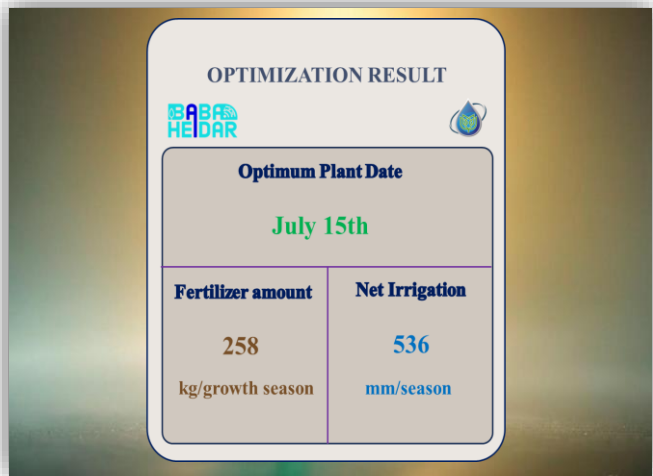 OPTIMIZATION RESULT
BABA
HEIDAR
Optimum Plant Date
July 15th
Fertilizer amount
Net Irrigation
258
536
kg/growth season
mm/season